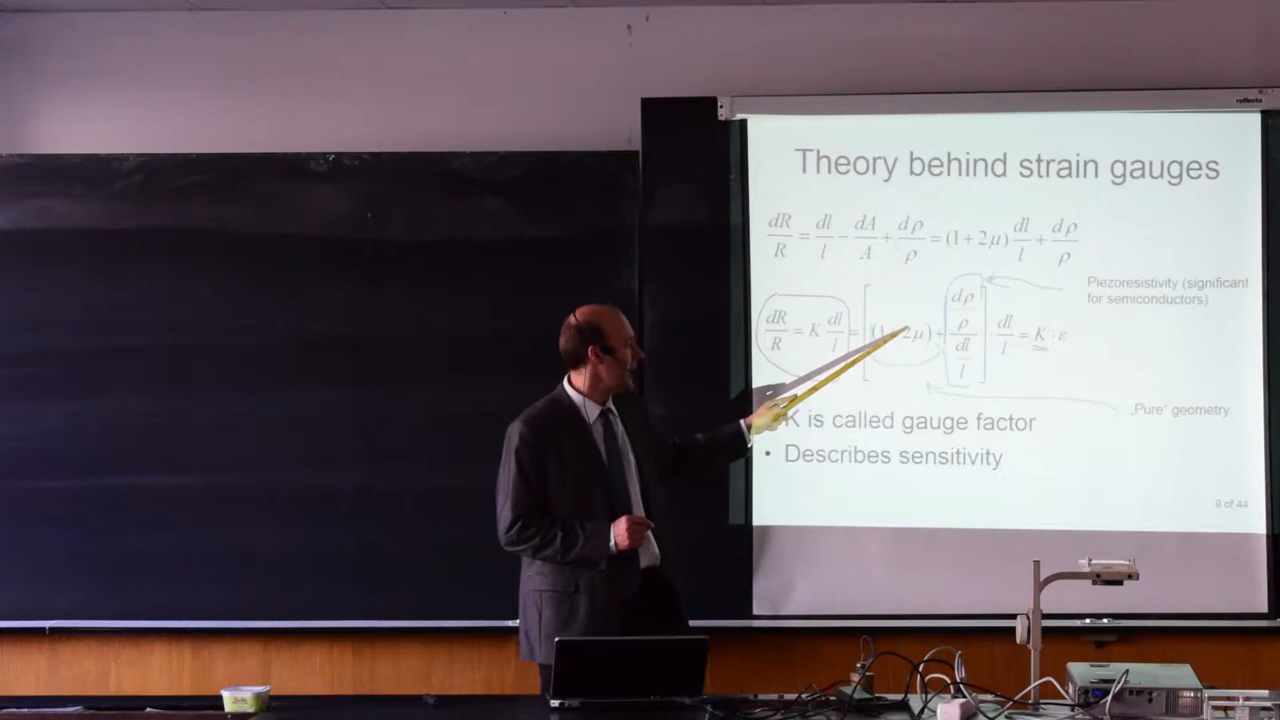 reflecta
Theory behind strain gauges
dR/R = dl/l − dA/A + dρ/ρ = (1+2μ) dl/l + dρ/ρ
Piezoresistivity (significant
for semiconductors)
dR/R = K dl/l = [(1+2μ) + (dρ/ρ)/(dl/l)] · dl/l = K · ε
„Pure“ geometry
K is called gauge factor
• Describes sensitivity
9 of 44